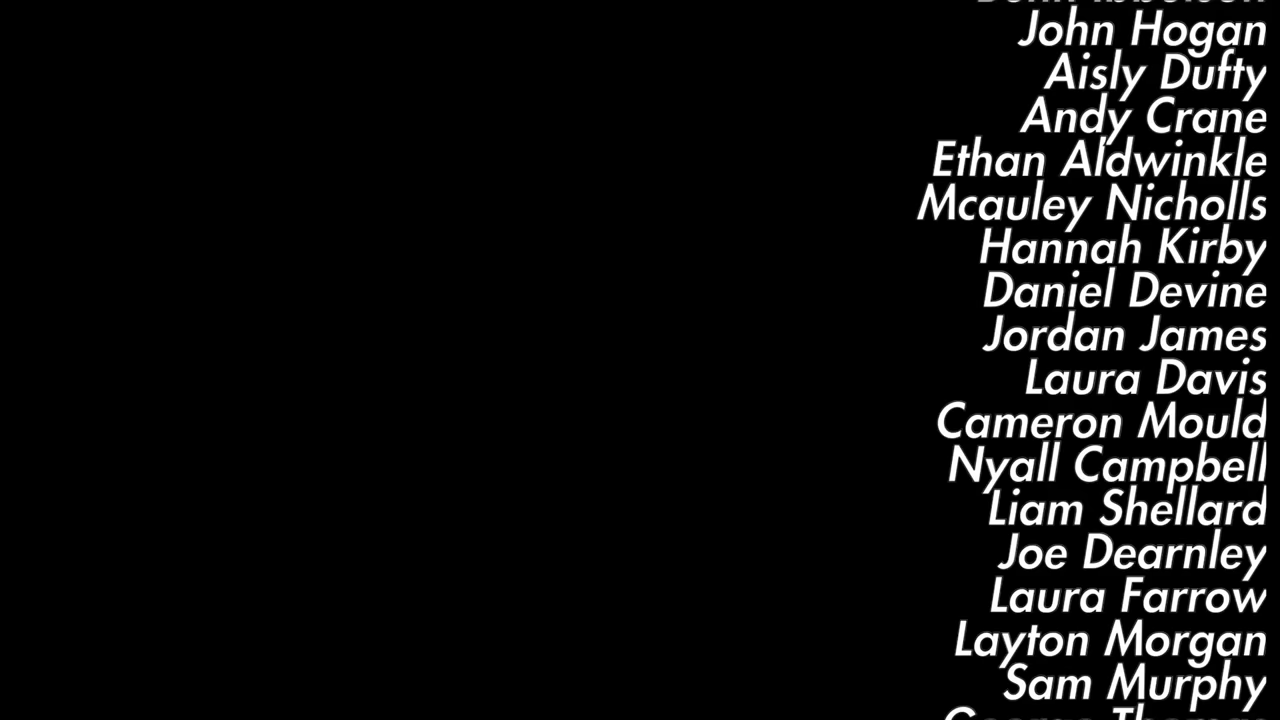 John Hogan
Aisly Dufty
Andy Crane
Ethan Aldwinkle
Mcauley Nicholls
Hannah Kirby
Daniel Devine
Jordan James
Laura Davis
Cameron Mould
Nyall Campbell
Liam Shellard
Joe Dearnley
Laura Farrow
Layton Morgan
Sam Murphy